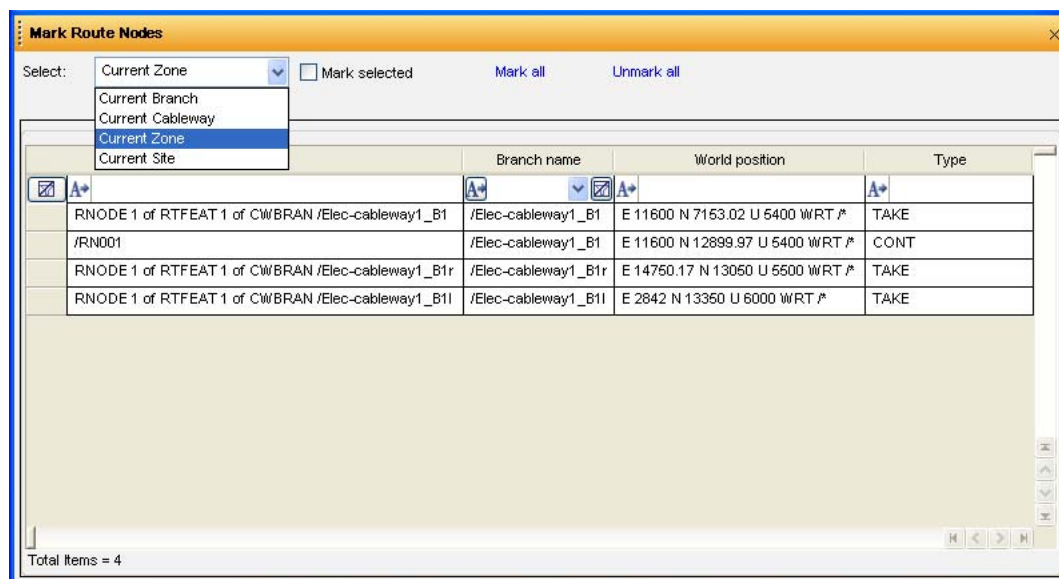 Mark Route Nodes
Select: Current Zone Mark selected Mark all Unmark all
Current Branch
Current Cableway
Current Zone
Current Site
Branch name World position Type
RNODE 1 of RTFEAT 1 of CWBRAN /Elec-cableway1_B1 /Elec-cableway1_B1 E 11600 N 7153.02 U 5400 WRT /* TAKE
/RN001 /Elec-cableway1_B1 E 11600 N 12899.97 U 5400 WRT /* CONT
RNODE 1 of RTFEAT 1 of CWBRAN /Elec-cableway1_B1r /Elec-cableway1_B1r E 14750.17 N 13050 U 5500 WRT /* TAKE
RNODE 1 of RTFEAT 1 of CWBRAN /Elec-cableway1_B1l /Elec-cableway1_B1l E 2842 N 13350 U 6000 WRT /* TAKE
Total Items = 4